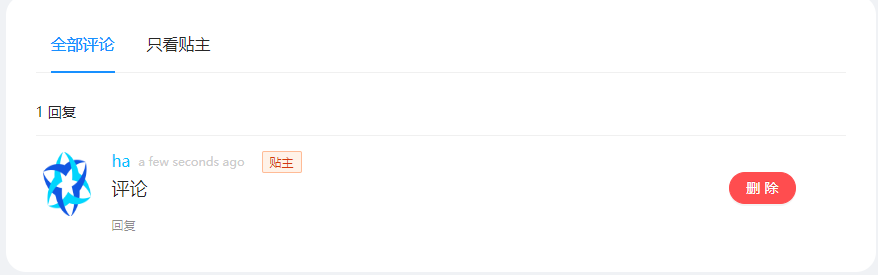 全部评论 只看贴主
1 回复
ha a few seconds ago 贴主
评论
删 除
回复